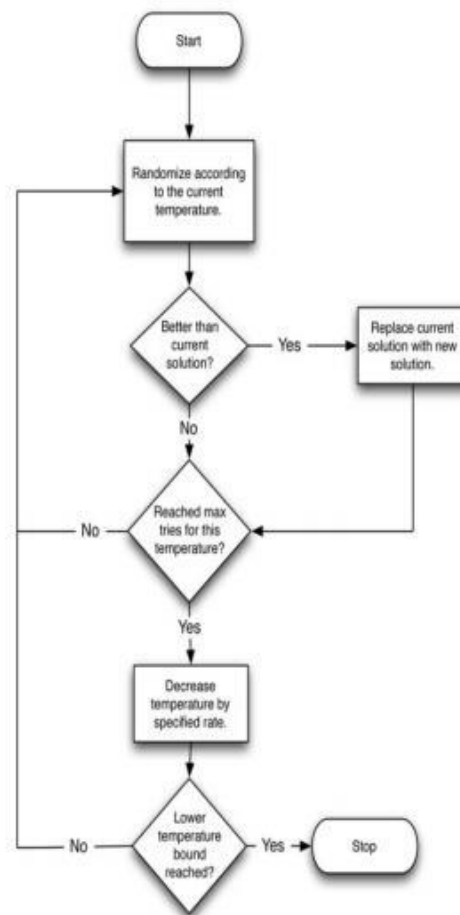 Start
Randomize according
to the current
temperature.
Better than
current
solution?
Yes
Replace current
solution with new
solution.
No
Reached max
tries for this
temperature?
No
Yes
Decrease
temperature by
specified rate.
Lower
temperature
bound
reached?
No
Yes
Stop